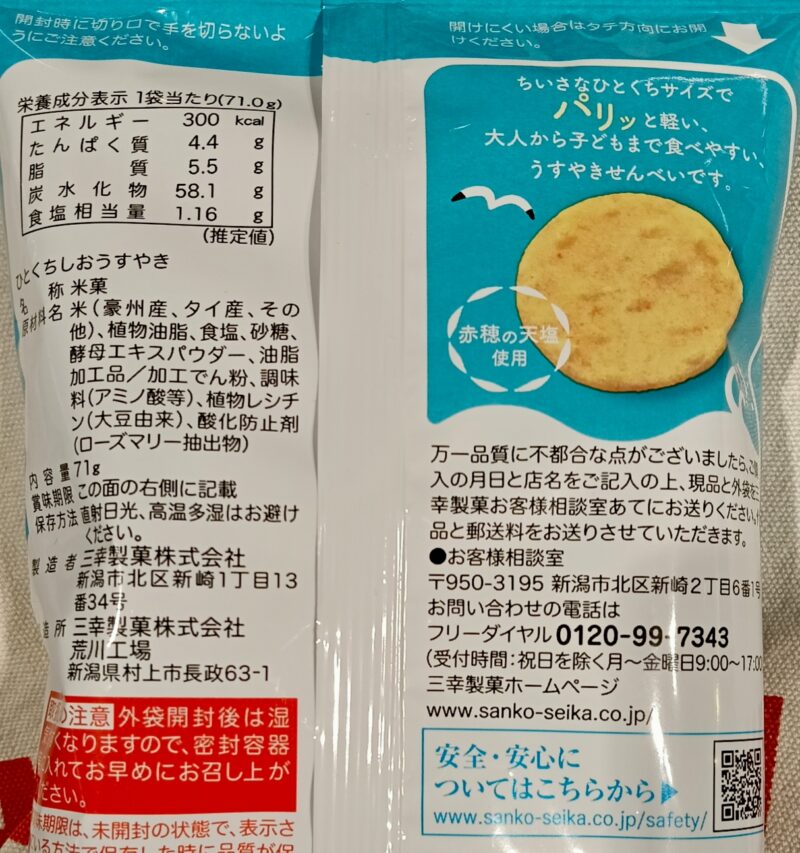 開封時に切り口で手を切らないよ
うにご注意ください。
栄養成分表示 1袋当たり(71.0g)
エネルギー 300 kcal
たんぱく質 4.4 g
脂質 5.5 g
炭水化物 58.1 g
食塩相当量 1.16 g
(推定値)
ひとくちしおうすやき
名称 米菓
原材料名 米(豪州産、タイ産、その
他)、植物油脂、食塩、砂糖、
酵母エキスパウダー、油脂
加工品/加工でん粉、調味
料(アミノ酸等)、植物レシチ
ン(大豆由来)、酸化防止剤
(ローズマリー抽出物)
内容量 71g
賞味期限 この面の右側に記載
保存方法 直射日光、高温多湿はお避け
ください。
製造者 三幸製菓株式会社
新潟市北区新崎1丁目13
番34号
造所 三幸製菓株式会社
荒川工場
新潟県村上市長政63-1
注意 外袋開封後は湿
くなりますので、密封容器
入れてお早めにお召し上が
ださい。
味期限は、未開封の状態で、表示さ
いる方法で保存した時に品質が保
開けにくい場合はタテ方向にお開
けください。
ちいさなひとくちサイズで
パリッと軽い、
大人から子どもまで食べやすい、
うすやきせんべいです。
赤穂の天塩
使用
万一品質に不都合な点がございましたら、ご
入の月日と店名をご記入の上、現品と外袋を
幸製菓お客様相談室あてにお送りください。
品と郵送料をお送りさせていただきます。
●お客様相談室
〒950-3195 新潟市北区新崎2丁目6番1号
お問い合わせの電話は
フリーダイヤル 0120-99-7343
(受付時間:祝日を除く月〜金曜日9:00〜17:00
三幸製菓ホームページ
www.sanko-seika.co.jp/
安全・安心に
ついてはこちらから▶
www.sanko-seika.co.jp/safety/